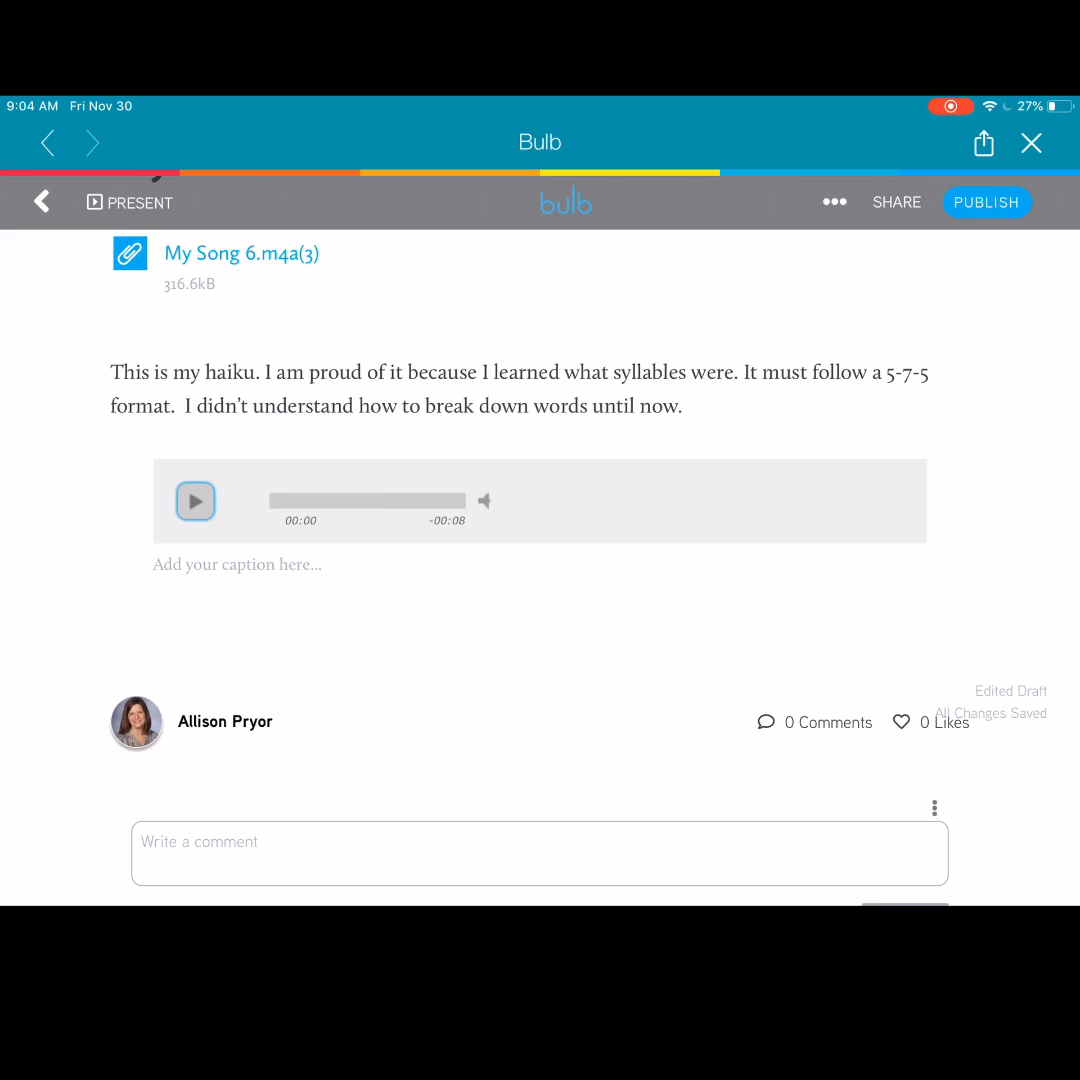 9:04 AM Fri Nov 30 27%
Bulb
PRESENT bulb ••• SHARE PUBLISH
My Song 6.m4a(3)
316.6kB
This is my haiku. I am proud of it because I learned what syllables were. It must follow a 5-7-5
format.  I didn't understand how to break down words until now.
00:00 -00:08
Add your caption here...
Edited Draft
All Changes Saved
Allison Pryor 0 Comments 0 Likes
Write a comment